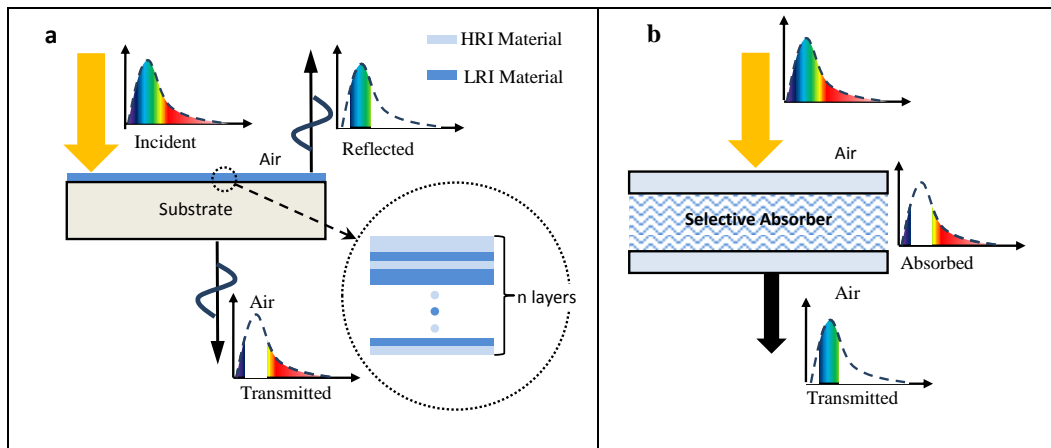 a
HRI Material
LRI Material
Incident
Reflected
Air
Substrate
n layers
Air
Transmitted
b
Air
Selective Absorber
Absorbed
Air
Transmitted